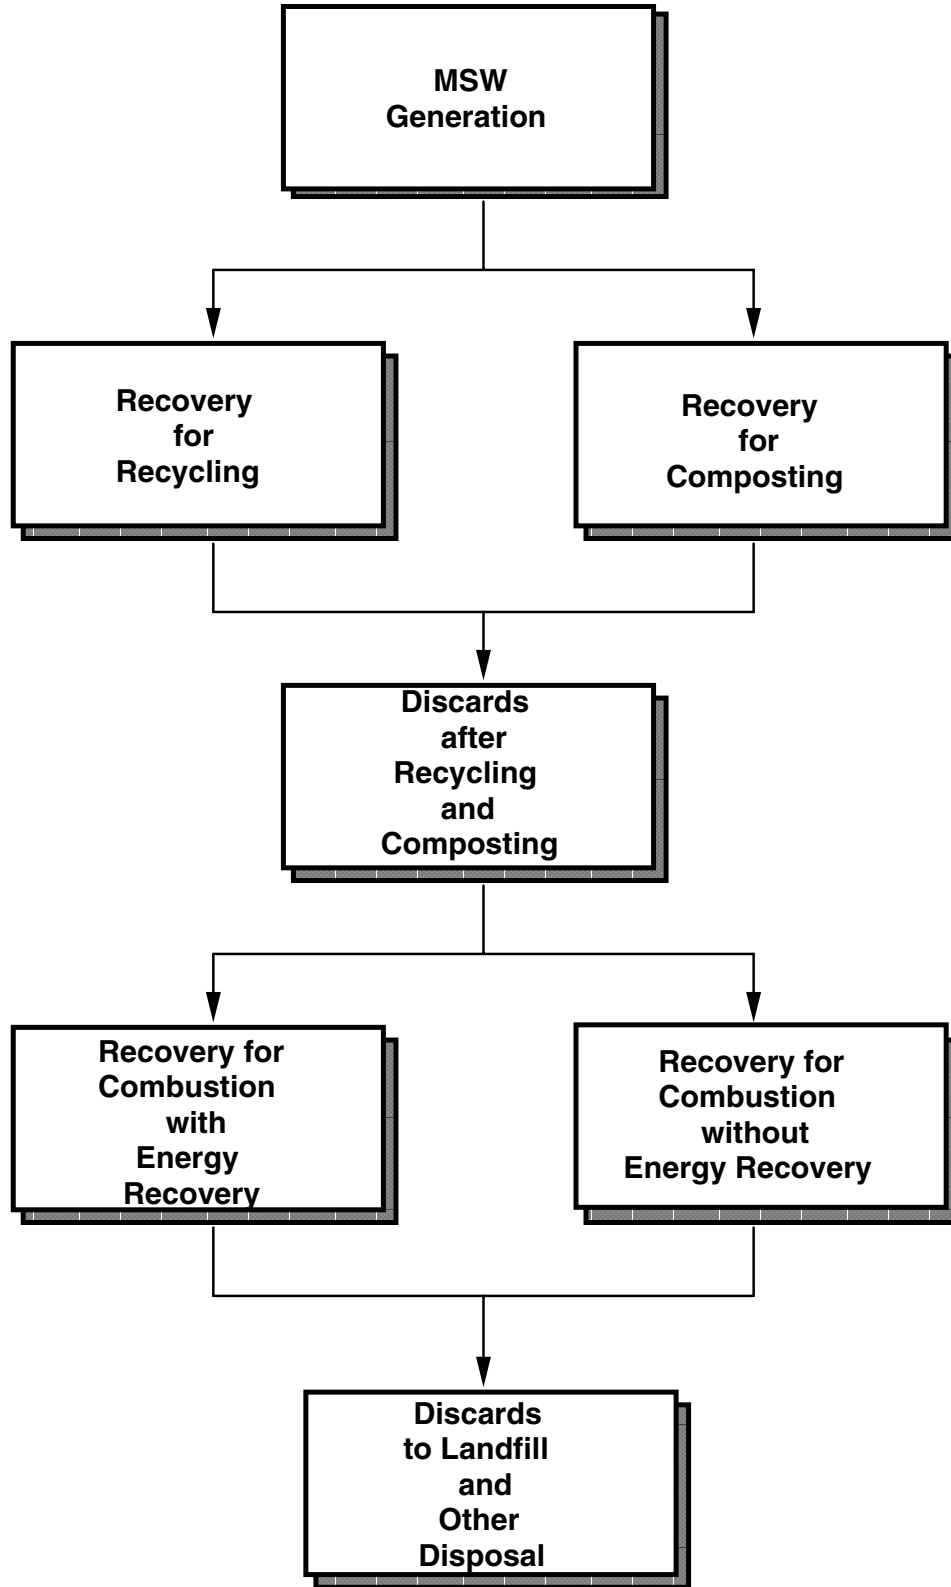 MSW
Generation
Recovery
for
Recycling
Recovery
for
Composting
Discards
after
Recycling
and
Composting
Recovery for
Combustion
with
Energy
Recovery
Recovery for
Combustion
without
Energy Recovery
Discards
to Landfill
and
Other
Disposal